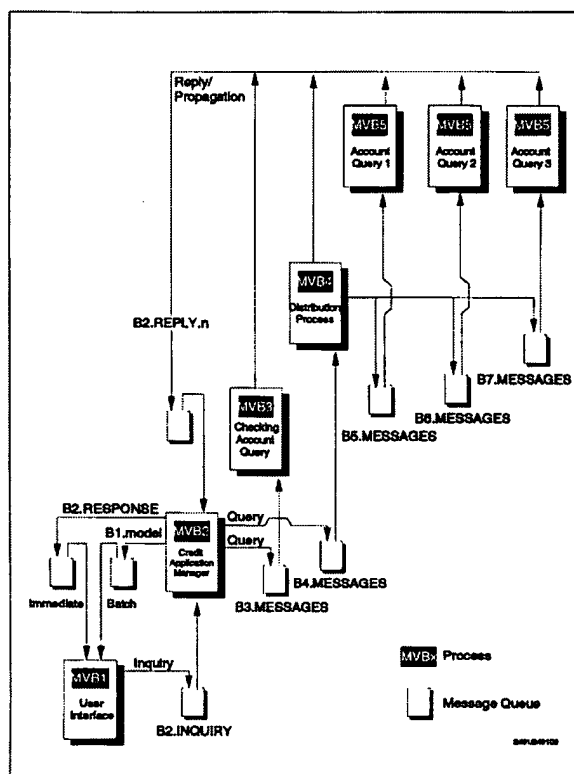 Reply/
Propagation
MVB5
Account
Query 1
MVB5
Account
Query 2
MVB5
Account
Query 3
MVB4
Distribution
Process
B2.REPLY.n
B7.MESSAGES
B6.MESSAGES
B5.MESSAGES
MVB3
Checking
Account
Query
B2.RESPONSE
B1.model
MVB2
Credit
Application
Manager
Query
Query
B4.MESSAGES
B3.MESSAGES
Immediate
Batch
MVB1
User
Interface
Inquiry
B2.INQUIRY
MVBx Process
Message Queue